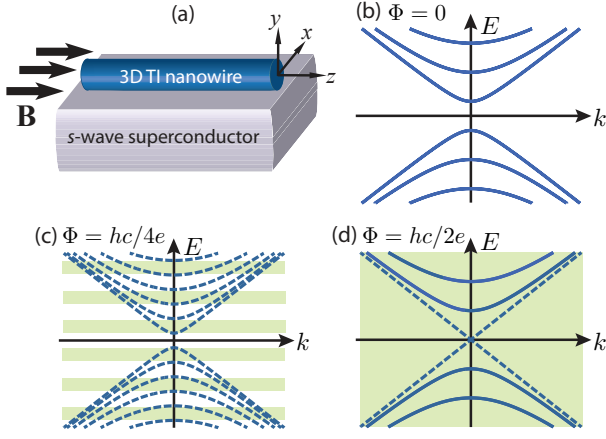 (a)
y
x
z
3D TI nanowire
B
s-wave superconductor
(b) Φ = 0
E
k
(c) Φ = hc/4e
E
k
(d) Φ = hc/2e
E
k